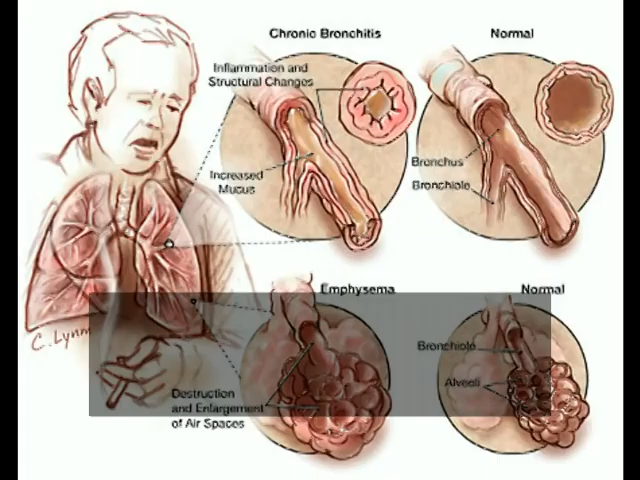 Chronic Bronchitis
Normal
Inflammation and
Structural Changes
Increased
Mucus
Bronchus
Bronchiole
C. Lynm
Emphysema
Normal
Bronchiole
Alveoli
Destruction
and Enlargement
of Air Spaces